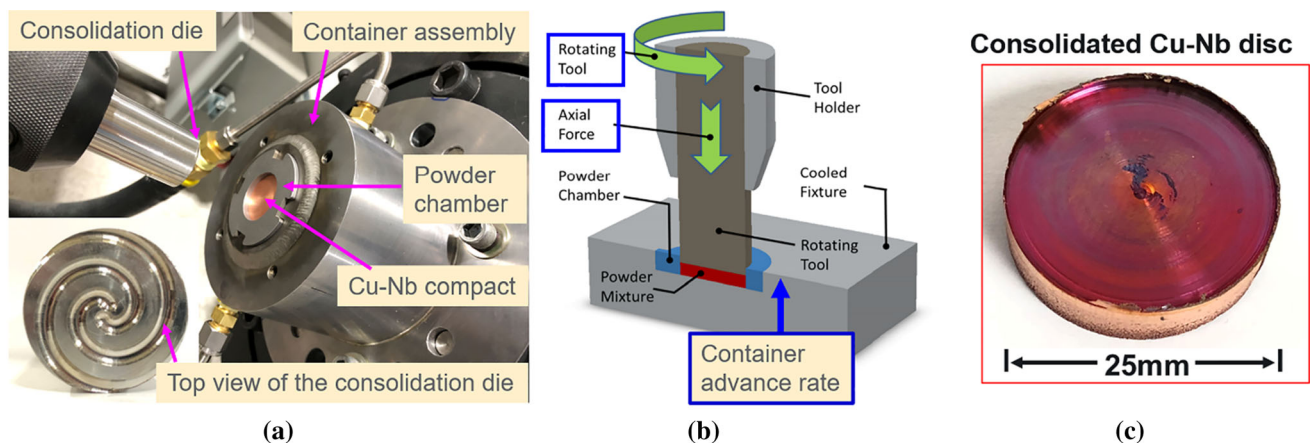 Consolidation die
Container assembly
Powder
chamber
Cu-Nb compact
Top view of the consolidation die
(a)
Rotating
Tool
Axial
Force
Tool
Holder
Powder
Chamber
Cooled
Fixture
Rotating
Tool
Powder
Mixture
Container
advance rate
(b)
Consolidated Cu-Nb disc
25mm
(c)